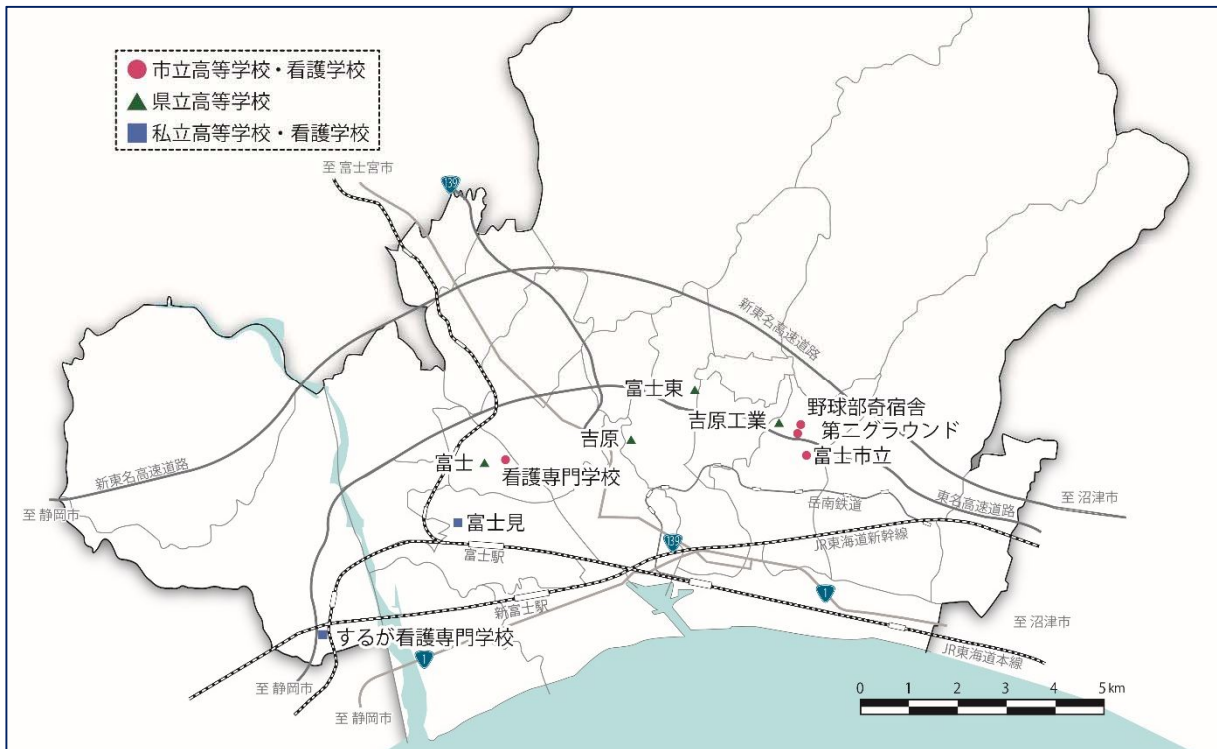 市立高等学校・看護学校
県立高等学校
私立高等学校・看護学校
至 富士宮市
139
新東名高速道路
富士東
吉原工業
野球部寄宿舎
第二グラウンド
吉原
富士市立
富士
看護専門学校
新東名高速道路
至 静岡市
岳南鉄道
東名高速道路
至 沼津市
富士見
富士駅
139
JR東海道新幹線
新富士駅
1
至 沼津市
するが看護専門学校
1
JR東海道本線
至 静岡市
至 静岡市
0 1 2 3 4 5km